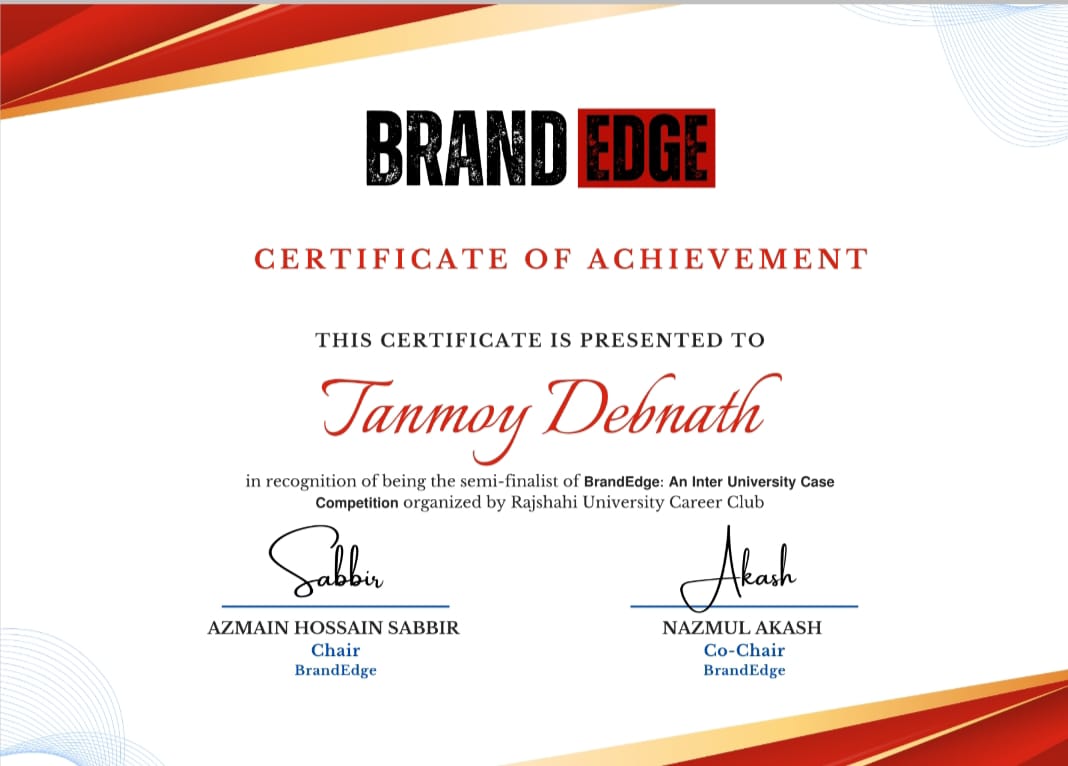 BRAND EDGE
CERTIFICATE OF ACHIEVEMENT
THIS CERTIFICATE IS PRESENTED TO
Tanmoy Debnath
in recognition of being the semi-finalist of BrandEdge: An Inter University Case
Competition organized by Rajshahi University Career Club
Sabbir
Akash
AZMAIN HOSSAIN SABBIR
NAZMUL AKASH
Chair
Co-Chair
BrandEdge
BrandEdge